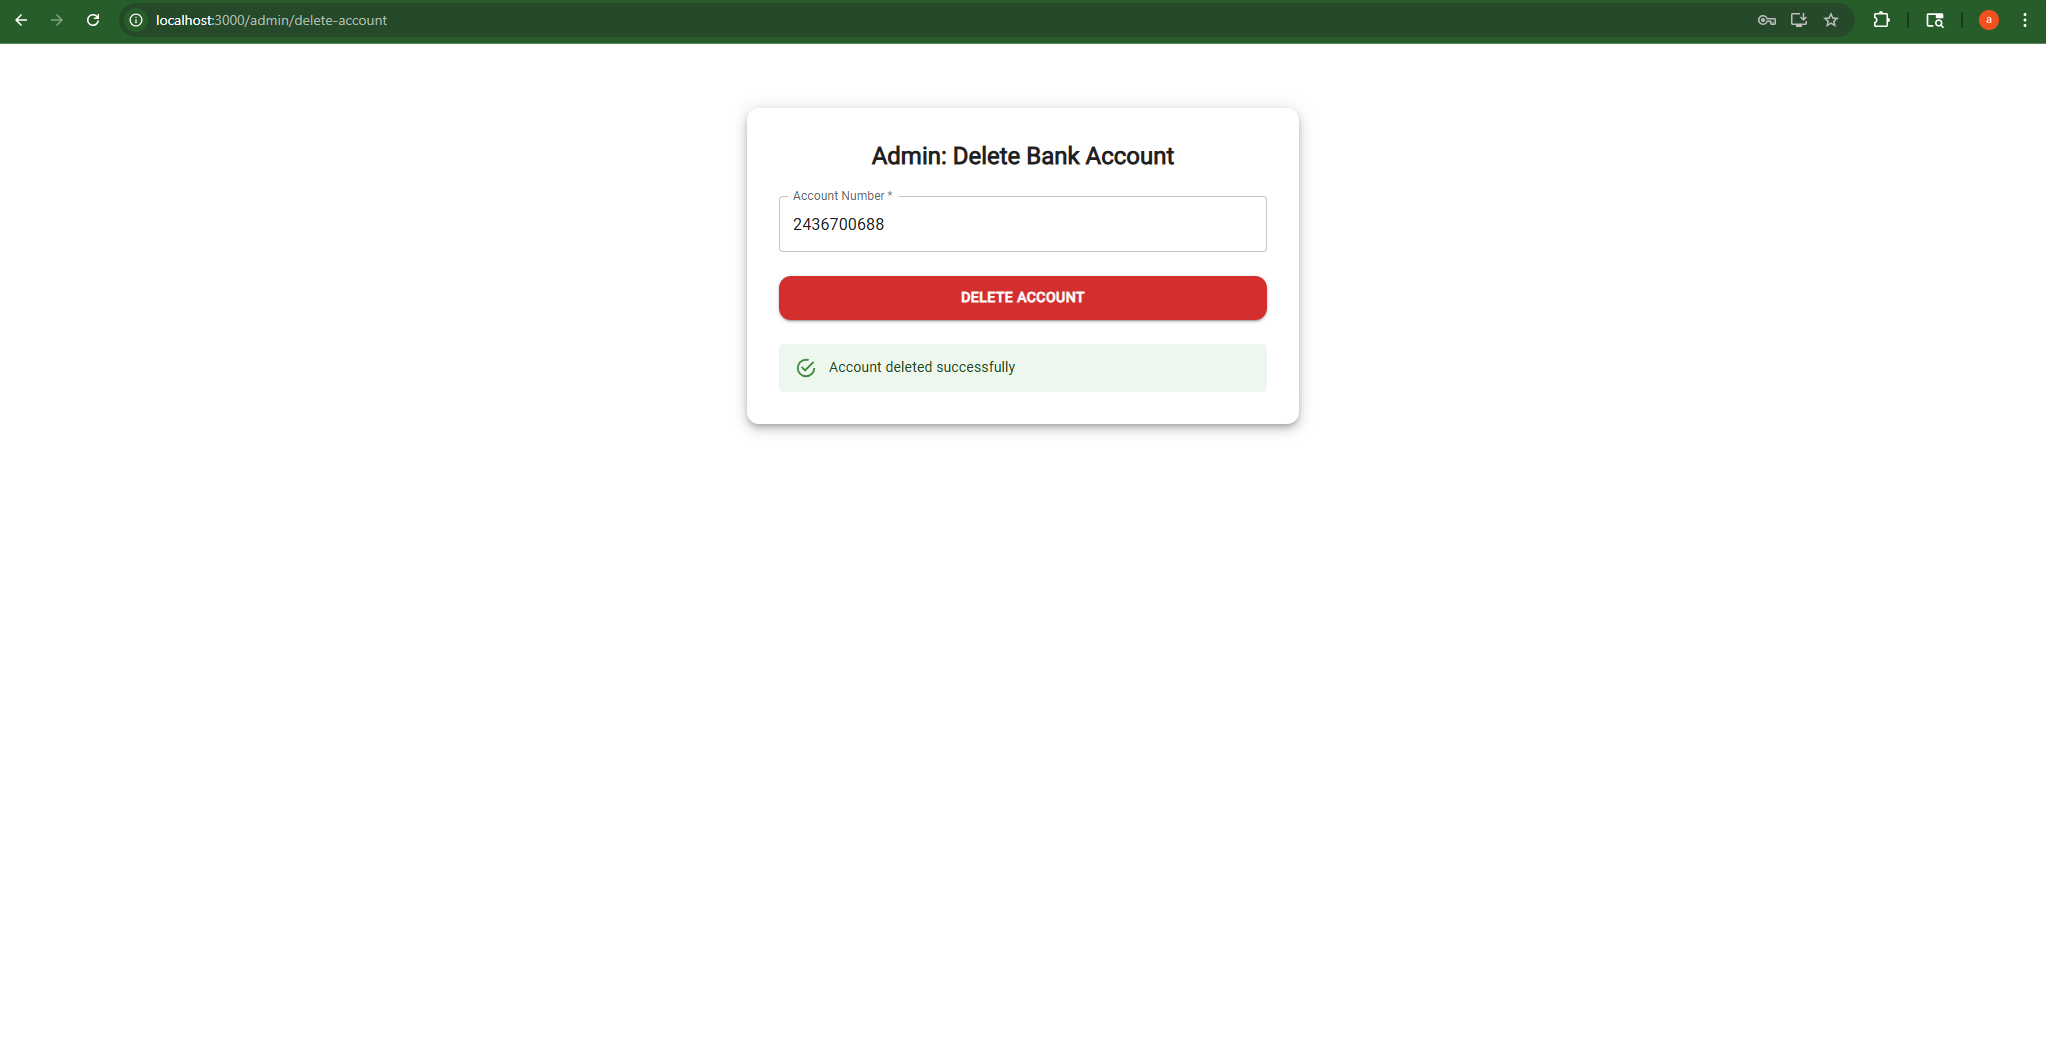 localhost:3000/admin/delete-account
a
Admin: Delete Bank Account
Account Number *
2436700688
DELETE ACCOUNT
Account deleted successfully